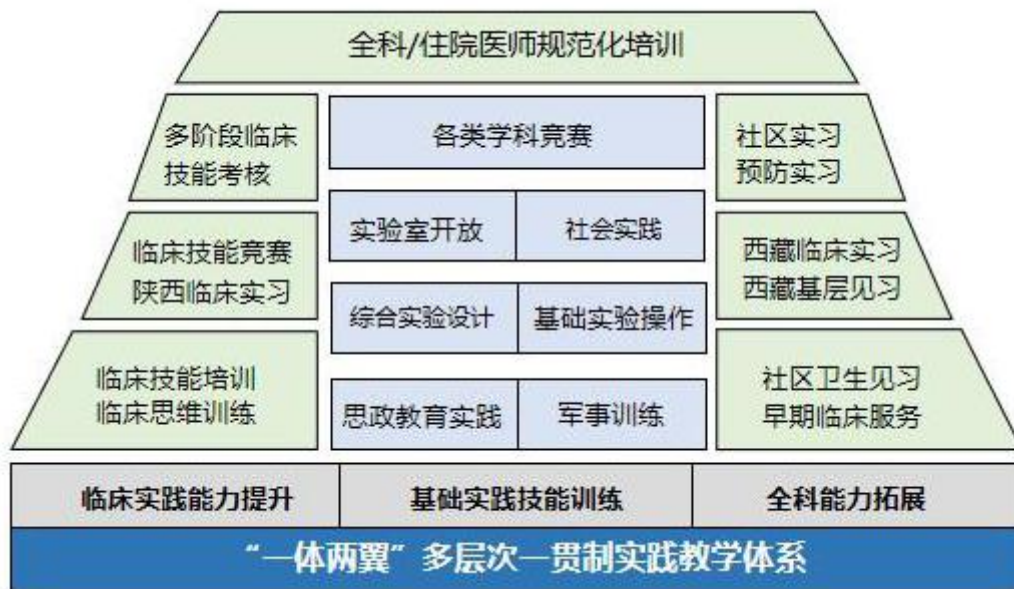 全科/住院医师规范化培训
多阶段临床
技能考核
各类学科竞赛
社区实习
预防实习
临床技能竞赛
陕西临床实习
实验室开放
社会实践
西藏临床实习
西藏基层见习
综合实验设计
基础实验操作
临床技能培训
临床思维训练
思政教育实践
军事训练
社区卫生见习
早期临床服务
临床实践能力提升
基础实践技能训练
全科能力拓展
“一体两翼”多层次一贯制实践教学体系